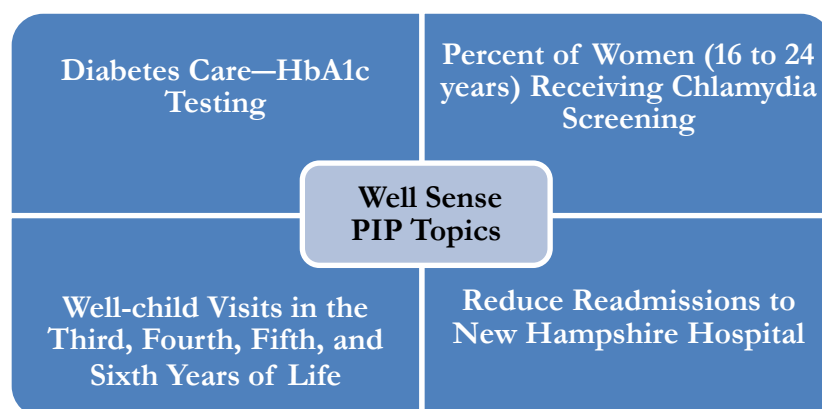 Diabetes Care—HbA1c
Testing
Percent of Women (16 to 24
years) Receiving Chlamydia
Screening
Well Sense
PIP Topics
Well-child Visits in the
Third, Fourth, Fifth, and
Sixth Years of Life
Reduce Readmissions to
New Hampshire Hospital